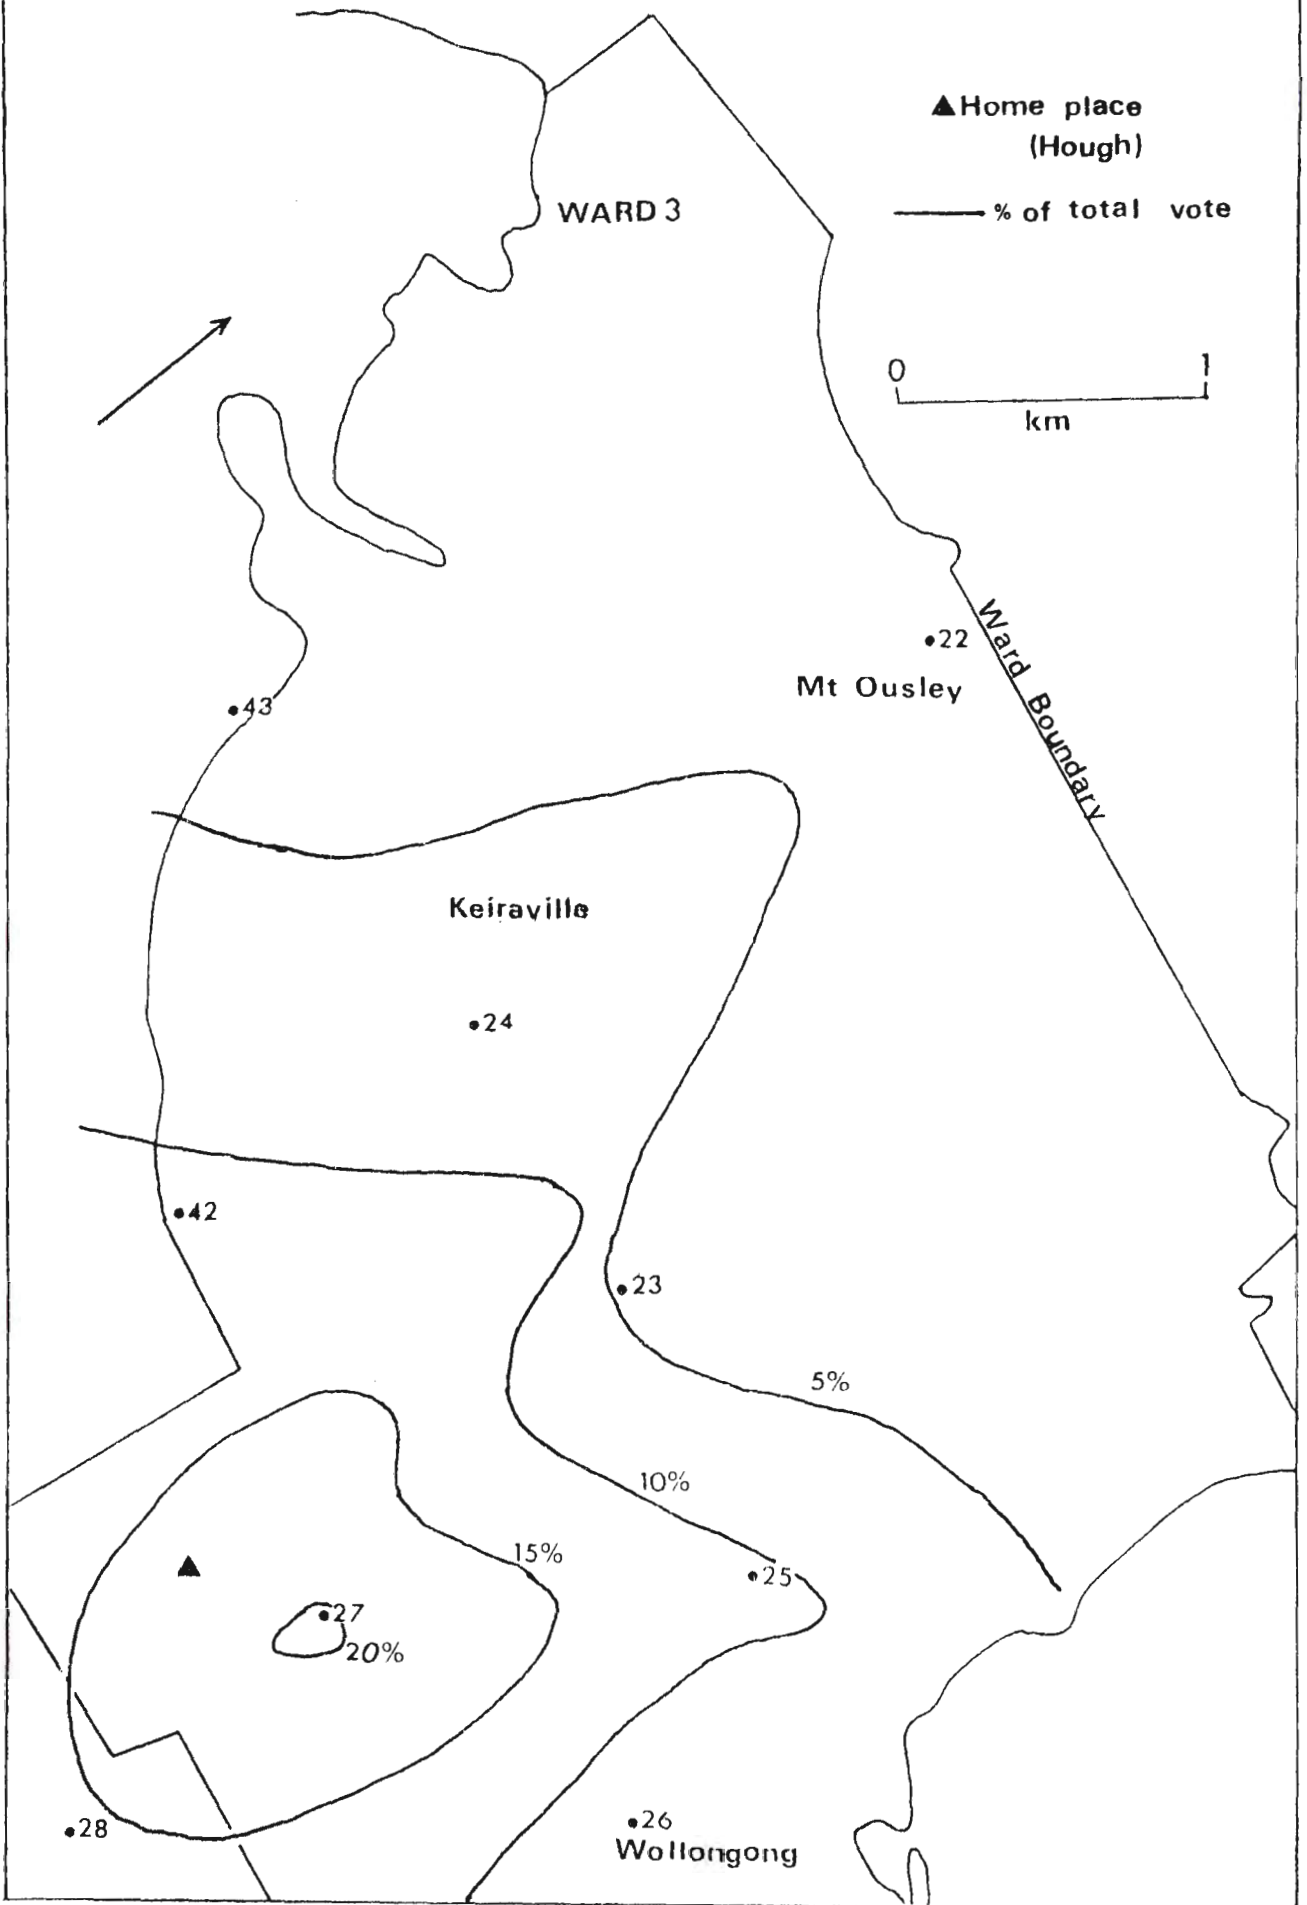 ▲Home place
(Hough)
WARD 3
% of total vote
0 1
km
22
Mt Ousley
Ward Boundary
43
Keiraville
24
42
23
5%
10%
15%
25
27
20%
28
26
Wollongong